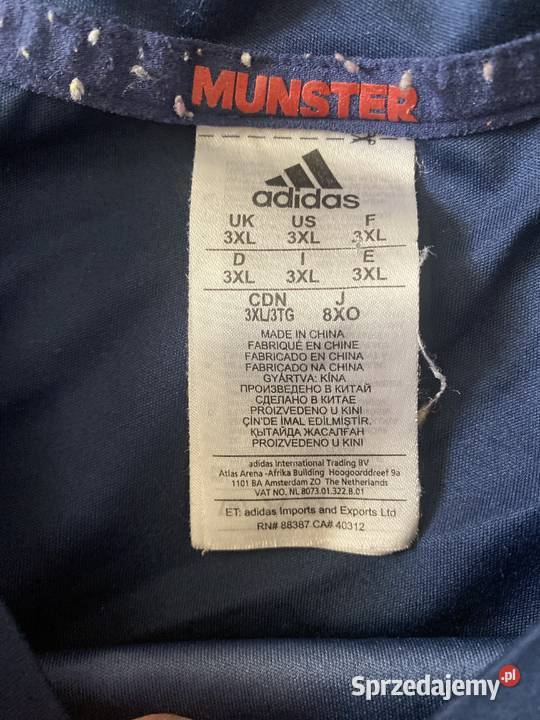 MUNSTER
adidas
UK US F
3XL 3XL 3XL
D I E
3XL 3XL 3XL
CDN J
3XL/3TG 8XO
MADE IN CHINA
FABRIQUÉ EN CHINE
FABRICADO EN CHINA
FABRICADO NA CHINA
GYÁRTVA: KÍNA
ПРОИЗВЕДЕНО В КИТАЙ
СДЕЛАНО В КИТАЕ
PROIZVEDENO U KINI
ÇİN'DE İMAL EDİLMİŞTİR.
ҚЫТАЙДА ЖАСАЛҒАН
PROIZVEDENO U KINI
adidas International Trading BV
Atlas Arena -Afrika Building Hoogoorddreef 9a
1101 BA Amsterdam ZO The Netherlands
VAT NO. NL 8073.01.322.B.01
ET: adidas Imports and Exports Ltd
RN# 88387 CA# 40312
Sprzedajemy.pl